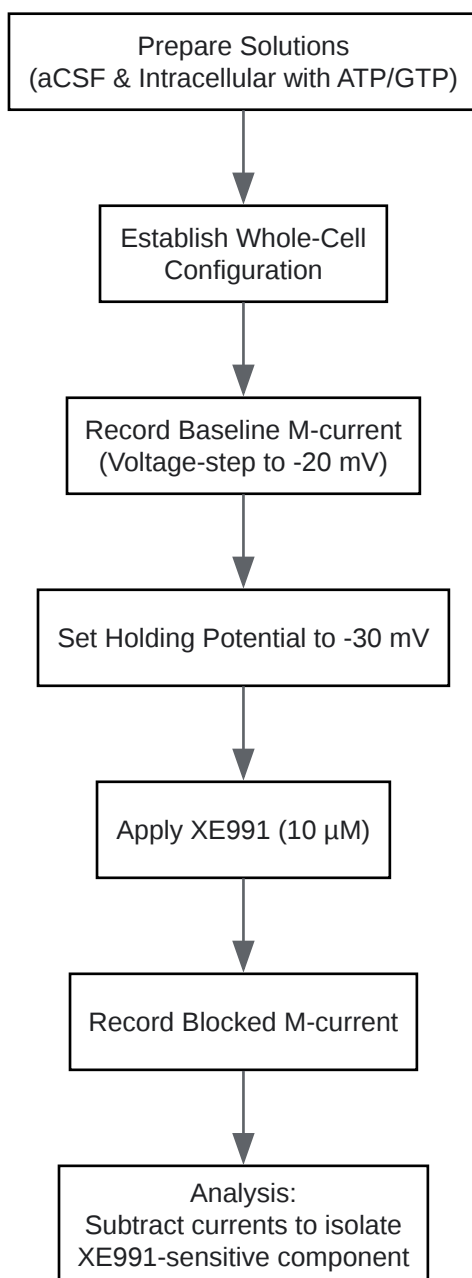 Prepare Solutions
(aCSF & Intracellular with ATP/GTP)
Establish Whole-Cell
Configuration
Record Baseline M-current
(Voltage-step to -20 mV)
Set Holding Potential to -30 mV
Apply XE991 (10 µM)
Record Blocked M-current
Analysis:
Subtract currents to isolate
XE991-sensitive component